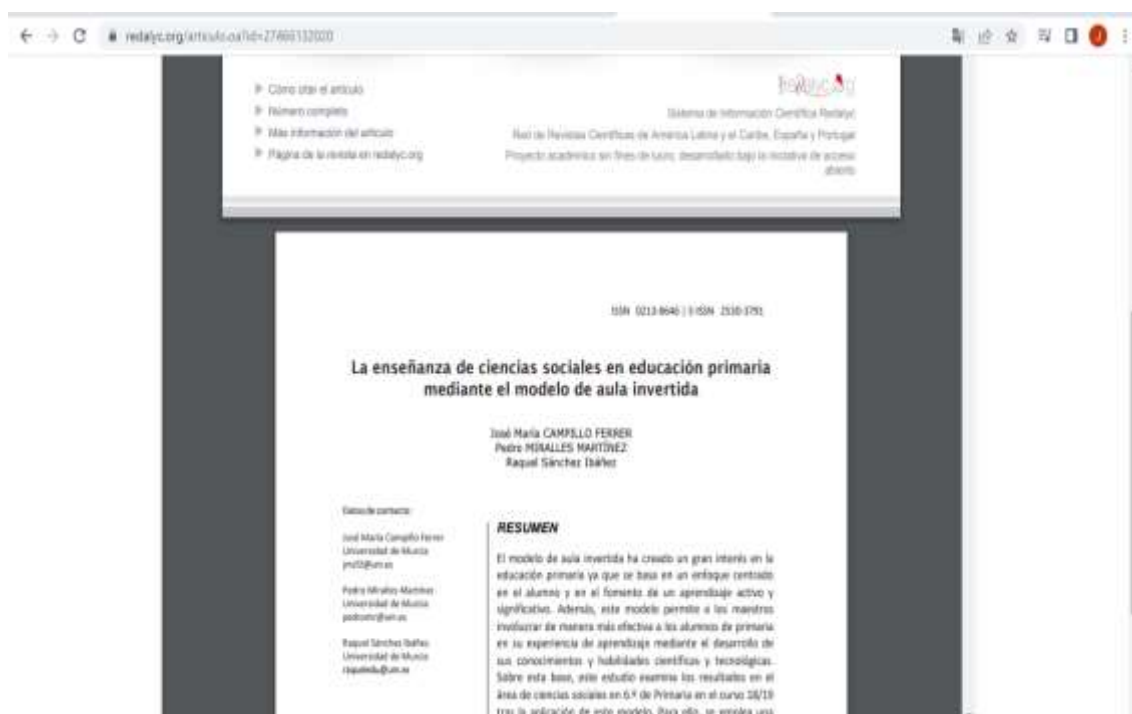 redalyc.org/articulo.oa?id=27466132020
Cómo citar el artículo
Número completo
Más información del artículo
Página de la revista en redalyc.org
redalyc.org
Sistema de Información Científica Redalyc
Red de Revistas Científicas de América Latina y el Caribe, España y Portugal
Proyecto académico sin fines de lucro, desarrollado bajo la iniciativa de acceso
abierto
ISSN 0213-8646 | E-ISSN 2530-3791
La enseñanza de ciencias sociales en educación primaria
mediante el modelo de aula invertida
José María CAMPILLO FERRER
Pedro MIRALLES MARTÍNEZ
Raquel Sánchez Ibáñez
Datos de contacto:
José María Campillo Ferrer
Universidad de Murcia
Pedro Miralles Martínez
Universidad de Murcia
Raquel Sánchez Ibáñez
Universidad de Murcia
RESUMEN
El modelo de aula invertida ha creado un gran interés en la
educación primaria ya que se basa en un enfoque centrado
en el alumno y en el fomento de un aprendizaje activo y
significativo. Además, este modelo permite a los maestros
involucrar de manera más efectiva a los alumnos de primaria
en su experiencia de aprendizaje mediante el desarrollo de
sus conocimientos y habilidades científicas y tecnológicas.
Sobre esta base, este estudio examina los resultados en el
área de ciencias sociales en 6.º de Primaria en el curso 18/19
tras la aplicación de este modelo. Para ello, se emplea una